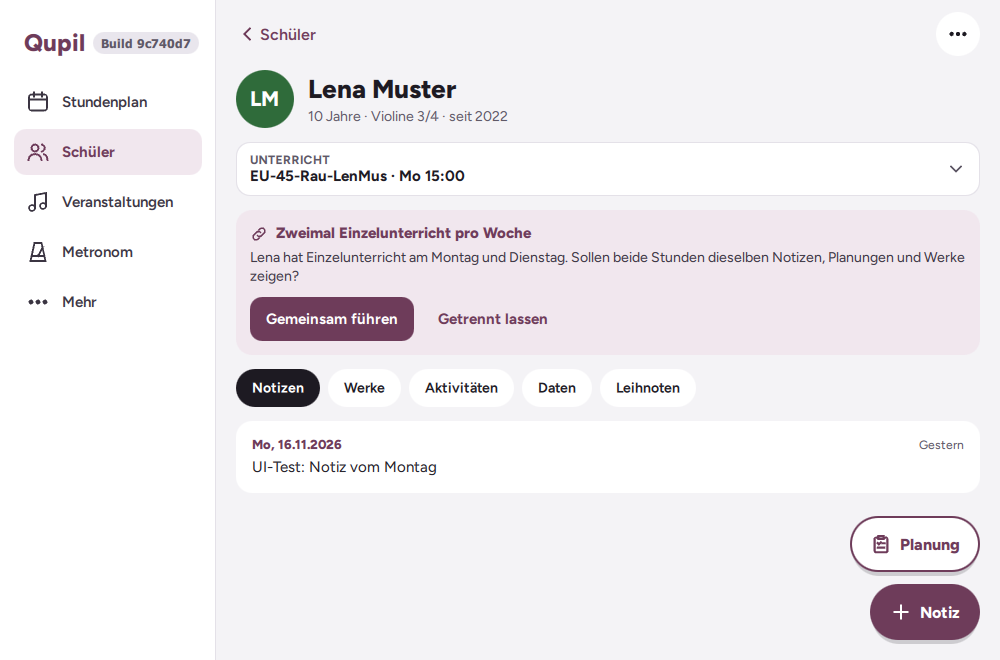 Qupil
Build 9c740d7
Stundenplan
Schüler
Veranstaltungen
Metronom
Mehr
Schüler
LM
Lena Muster
10 Jahre · Violine 3/4 · seit 2022
UNTERRICHT
EU-45-Rau-LenMus · Mo 15:00
Zweimal Einzelunterricht pro Woche
Lena hat Einzelunterricht am Montag und Dienstag. Sollen beide Stunden dieselben Notizen, Planungen und Werke
zeigen?
Gemeinsam führen
Getrennt lassen
Notizen
Werke
Aktivitäten
Daten
Leihnoten
Mo, 16.11.2026
Gestern
UI-Test: Notiz vom Montag
Planung
Notiz